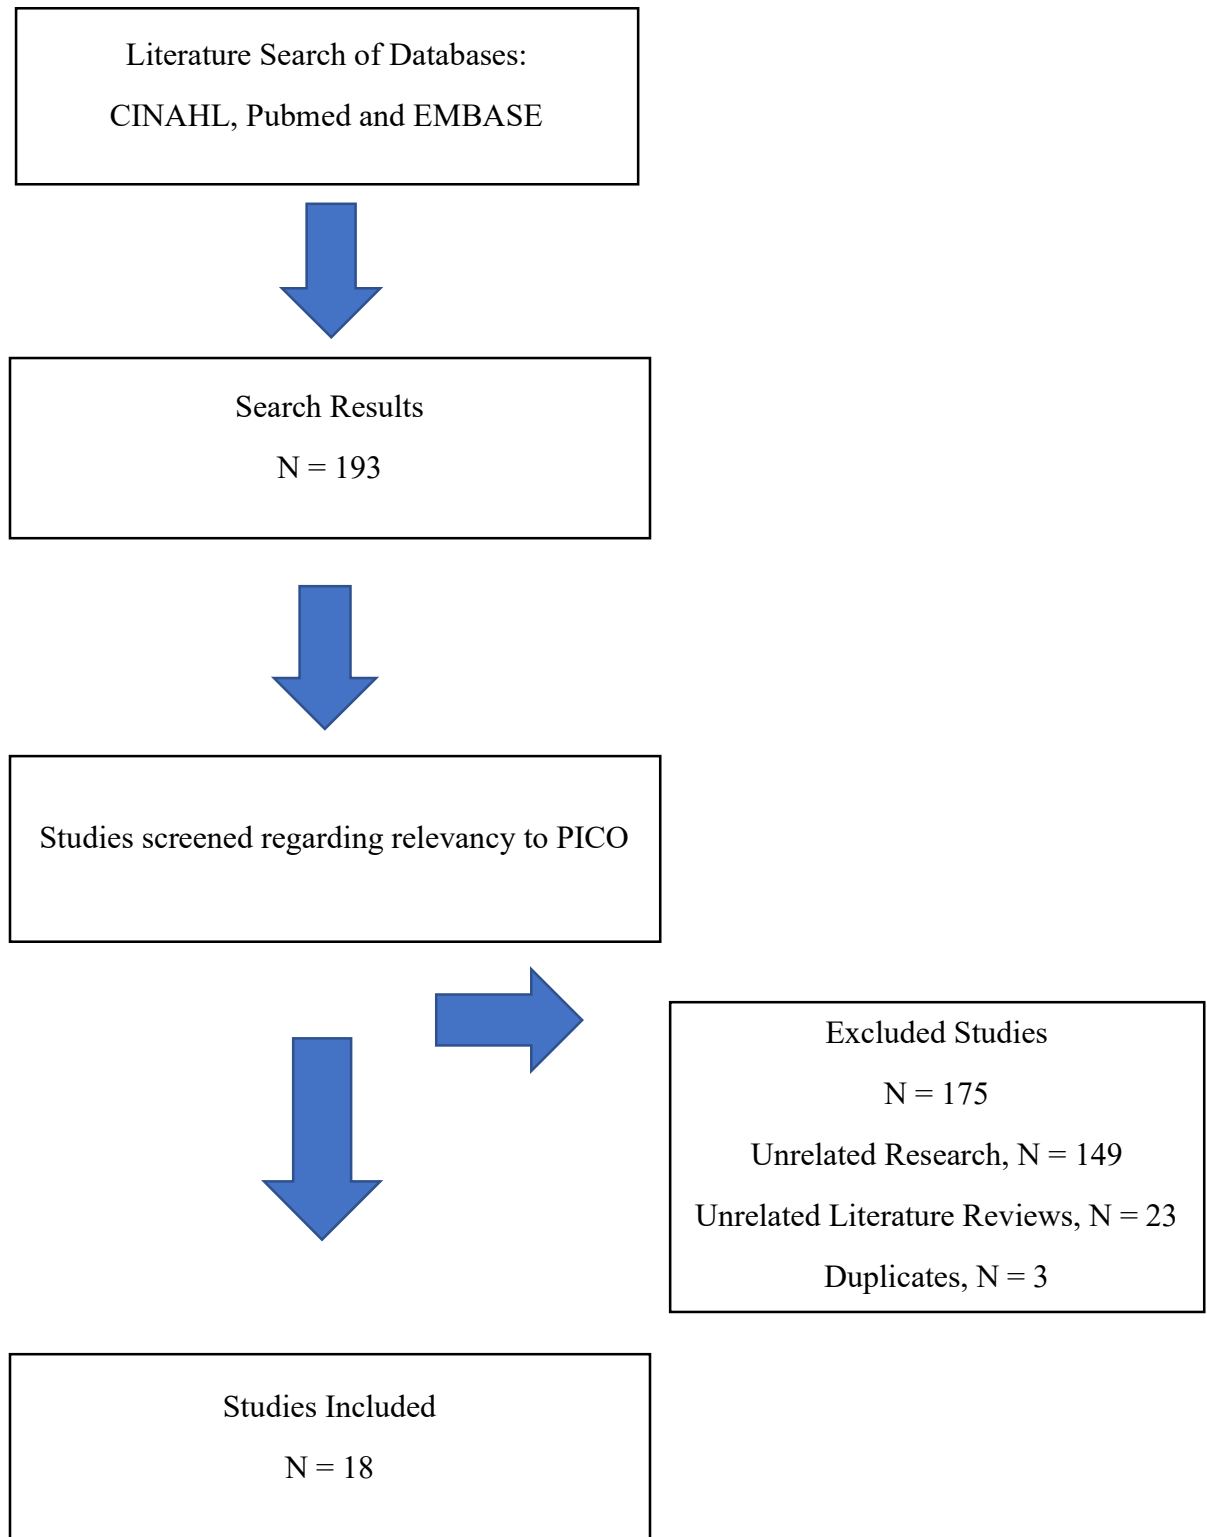 Literature Search of Databases:
CINAHL, Pubmed and EMBASE
Search Results
N = 193
Studies screened regarding relevancy to PICO
Excluded Studies
N = 175
Unrelated Research, N = 149
Unrelated Literature Reviews, N = 23
Duplicates, N = 3
Studies Included
N = 18